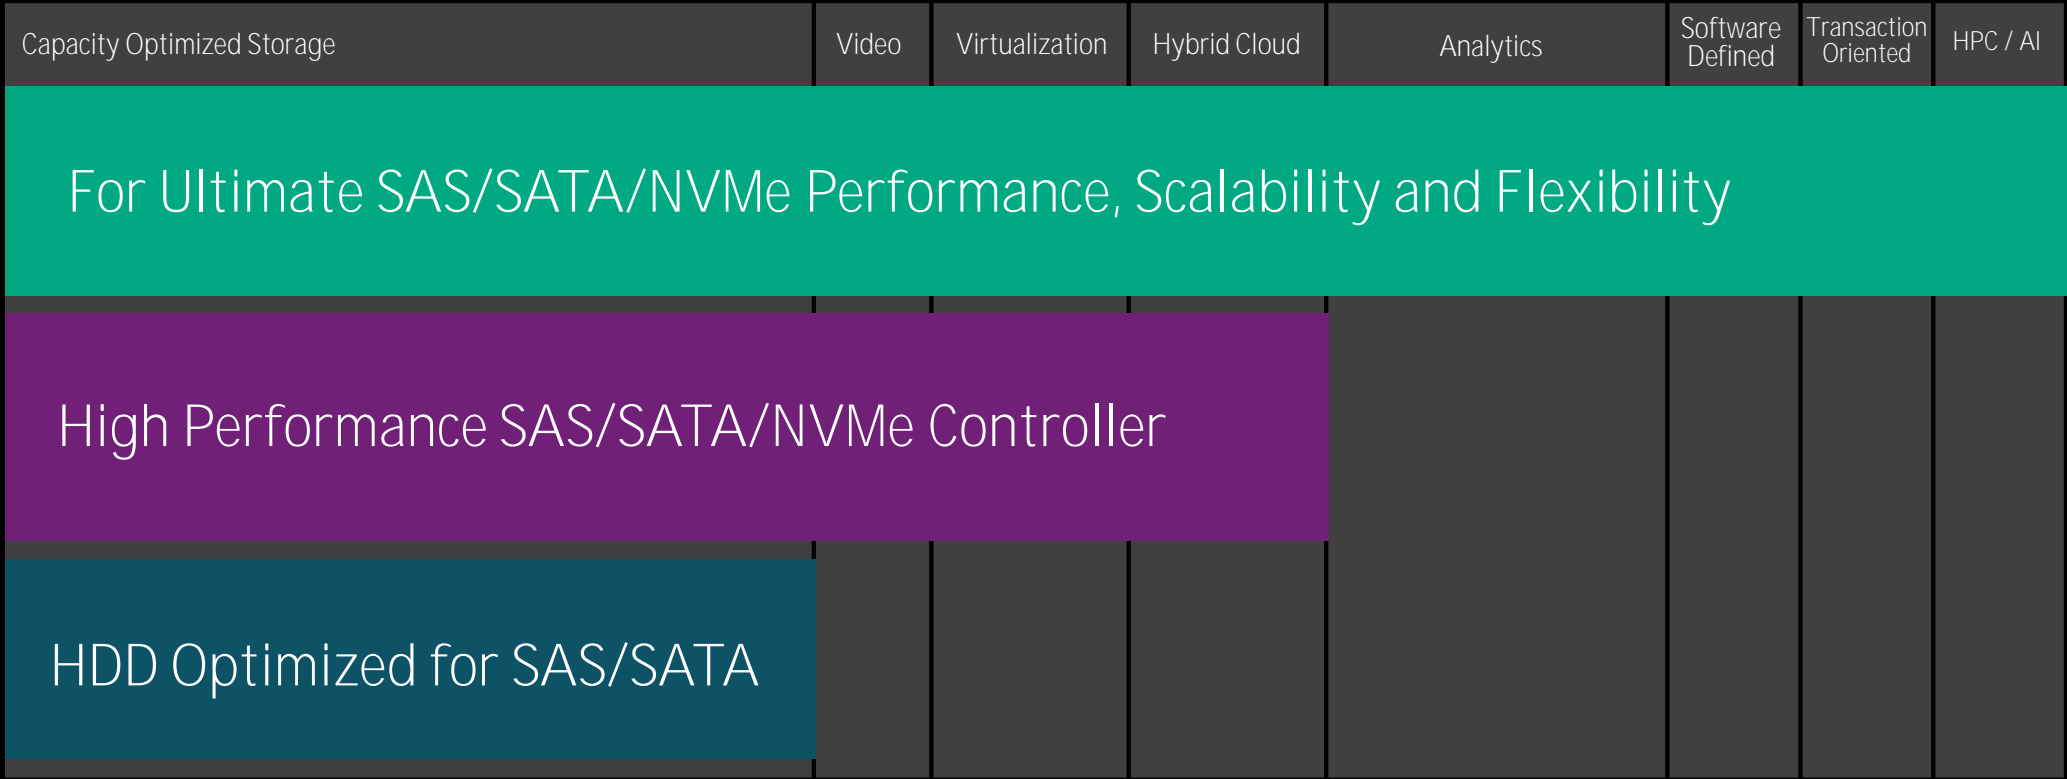 Capacity Optimized Storage
Video
Virtualization
Hybrid Cloud
Analytics
Software
Defined
Transaction
Oriented
HPC / AI
For Ultimate SAS/SATA/NVMe Performance, Scalability and Flexibility
High Performance SAS/SATA/NVMe Controller
HDD Optimized for SAS/SATA